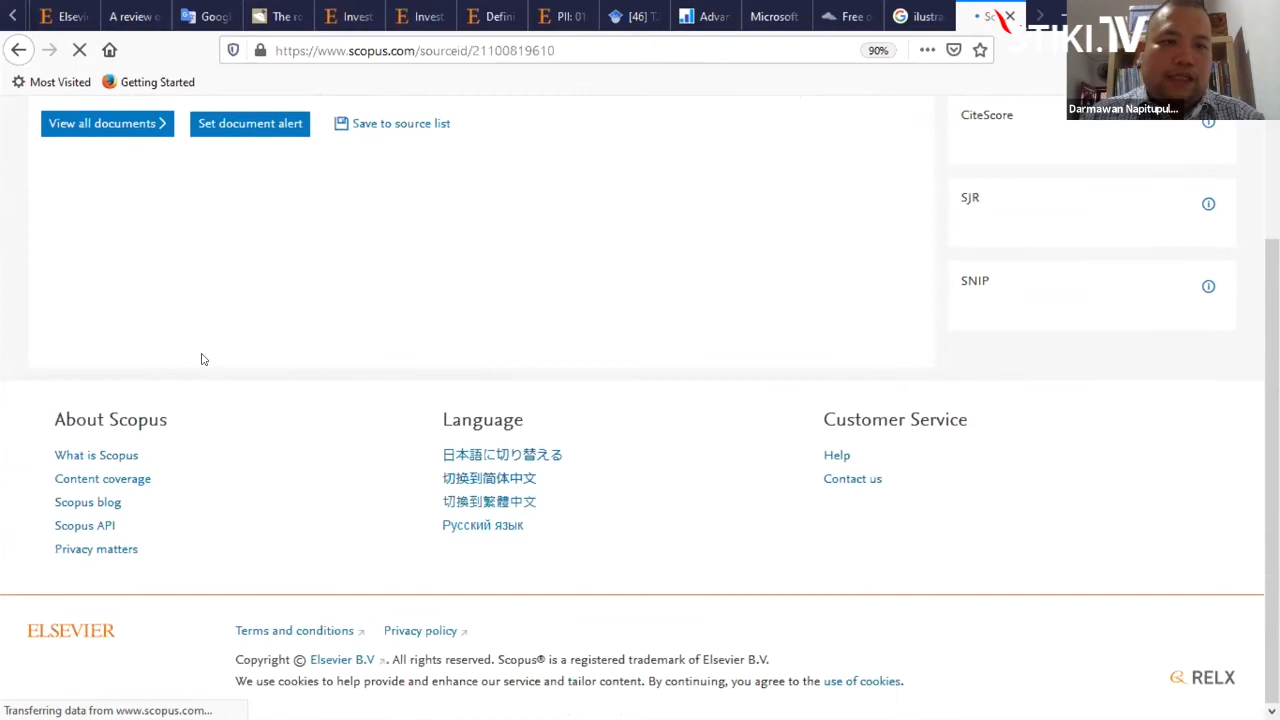 Elsevi
A review o
Googl
The ro
Invest
Invest
Defini
PII: 01
[46] T.
Advar
Microsoft
Free o
illustra
STIKI.TV
https://www.scopus.com/sourceid/21100819610
90%
Most Visited
Getting Started
Darmawan Napitupul...
View all documents
Set document alert
Save to source list
CiteScore
SJR
SNIP
About Scopus
What is Scopus
Content coverage
Scopus blog
Scopus API
Privacy matters
Language
日本語に切り替える
切换到简体中文
切換到繁體中文
Русский язык
Customer Service
Help
Contact us
ELSEVIER
Terms and conditions
Privacy policy
Copyright © Elsevier B.V. All rights reserved. Scopus® is a registered trademark of Elsevier B.V.
We use cookies to help provide and enhance our service and tailor content. By continuing, you agree to the use of cookies.
RELX
Transferring data from www.scopus.com...